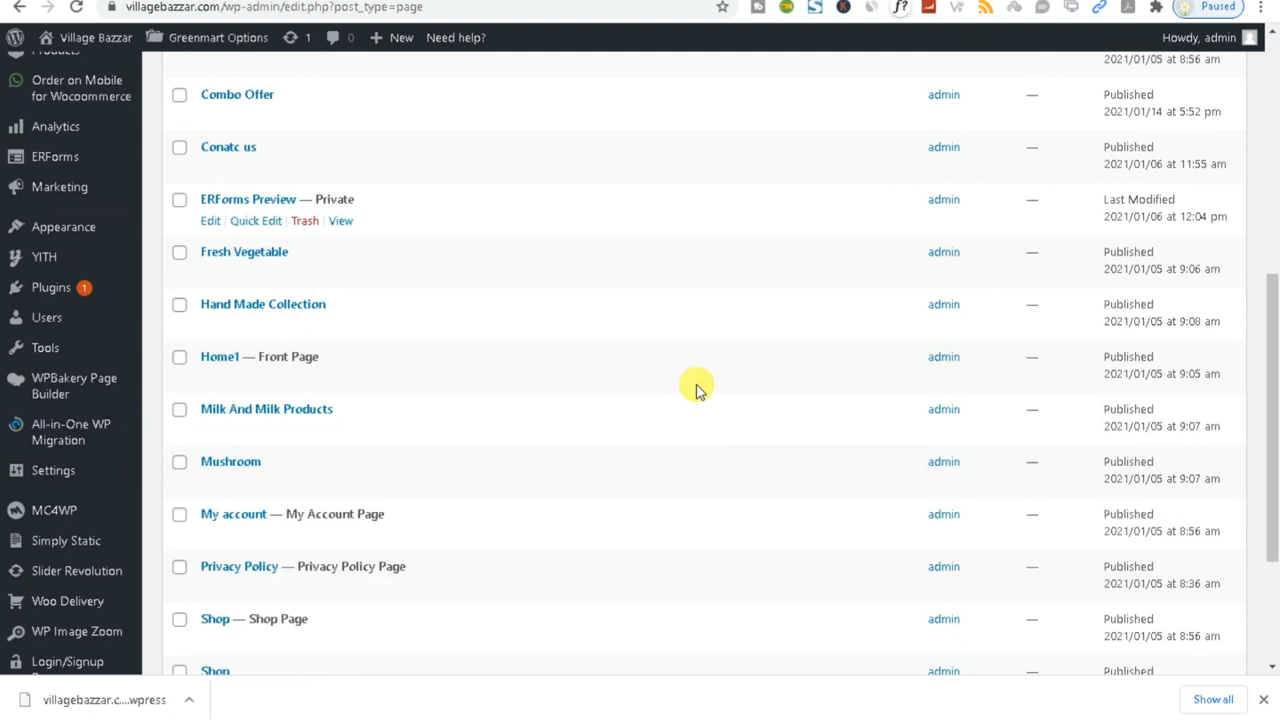 villagebazzar.com/wp-admin/edit.php?post_type=page
Paused
Village Bazzar
Greenmart Options
1
0
New
Need help?
Howdy, admin
Products
Order on Mobile
for Wocoommerce
Analytics
ERForms
Marketing
Appearance
YITH
Plugins 1
Users
Tools
WPBakery Page
Builder
All-in-One WP
Migration
Settings
MC4WP
Simply Static
Slider Revolution
Woo Delivery
WP Image Zoom
Login/Signup
2021/01/05 at 8:56 am
Combo Offer admin — Published
2021/01/14 at 5:52 pm
Conatc us admin — Published
2021/01/06 at 11:55 am
ERForms Preview — Private admin — Last Modified
Edit | Quick Edit | Trash | View 2021/01/06 at 12:04 pm
Fresh Vegetable admin — Published
2021/01/05 at 9:06 am
Hand Made Collection admin — Published
2021/01/05 at 9:08 am
Home1 — Front Page admin — Published
2021/01/05 at 9:05 am
Milk And Milk Products admin — Published
2021/01/05 at 9:07 am
Mushroom admin — Published
2021/01/05 at 9:07 am
My account — My Account Page admin — Published
2021/01/05 at 8:56 am
Privacy Policy — Privacy Policy Page admin — Published
2021/01/05 at 8:36 am
Shop — Shop Page admin — Published
2021/01/05 at 8:56 am
Shop admin — Published
villagebazzar.c....wpress
Show all